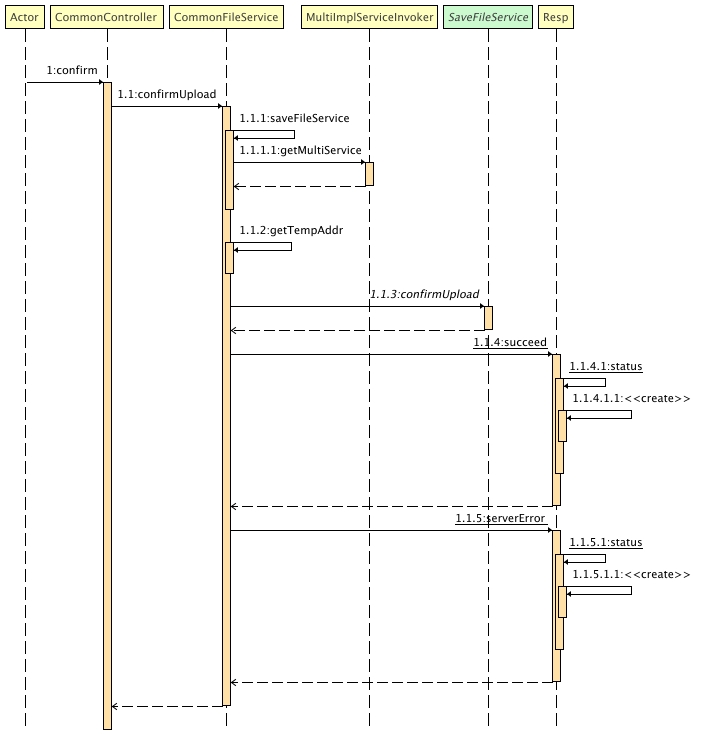 Actor CommonController CommonFileService MultiImplServiceInvoker SaveFileService Resp
1:confirm
1.1:confirmUpload
1.1.1:saveFileService
1.1.1.1:getMultiService
1.1.2:getTempAddr
1.1.3:confirmUpload
1.1.4:succeed
1.1.4.1:status
1.1.4.1.1:<<create>>
1.1.5:serverError
1.1.5.1:status
1.1.5.1.1:<<create>>